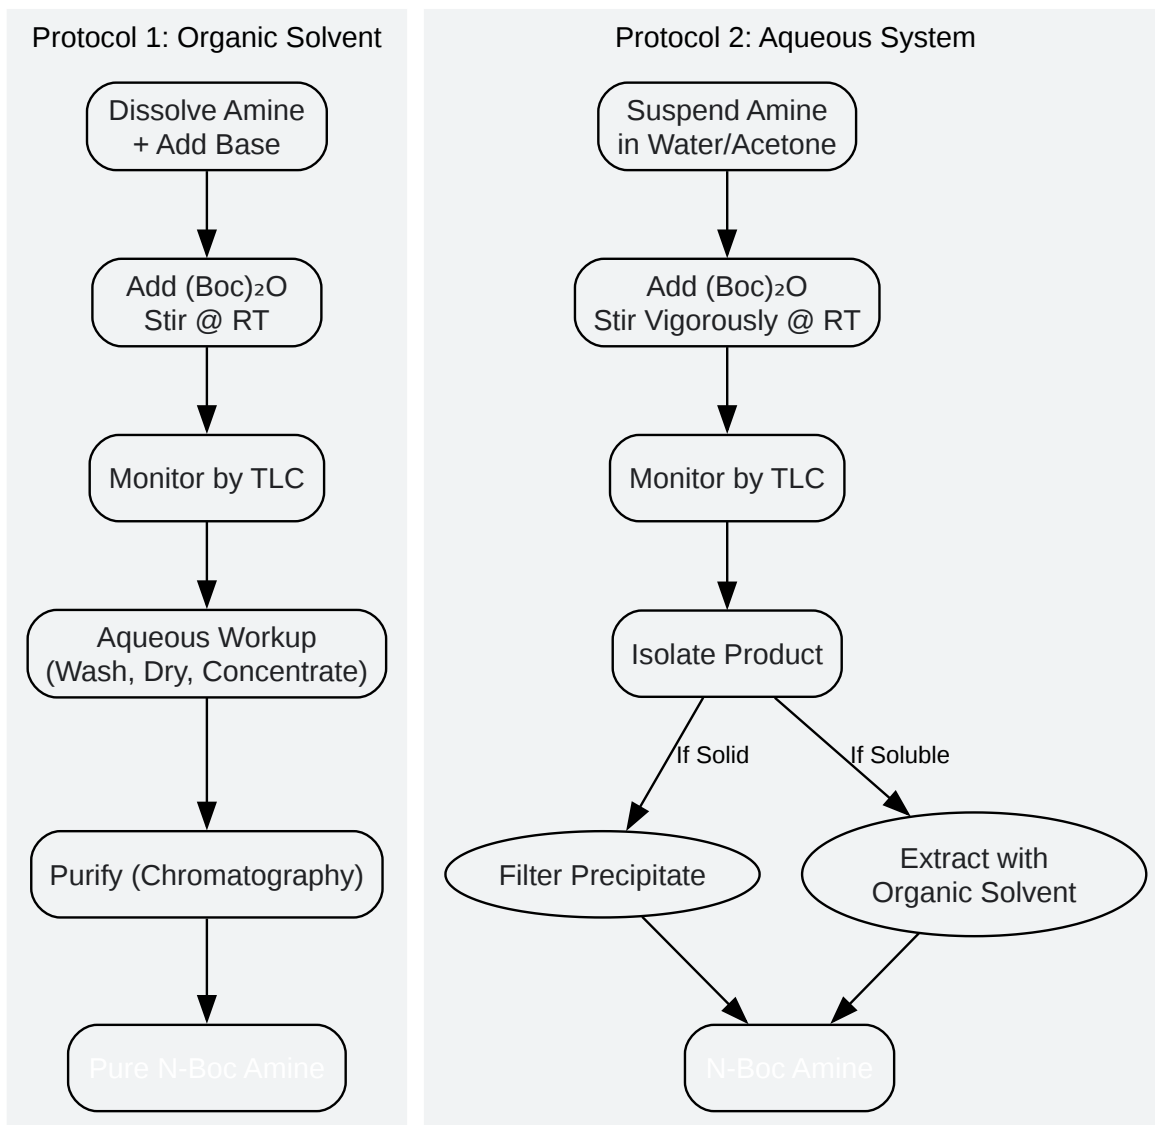 Protocol 1: Organic Solvent
Dissolve Amine
+ Add Base
Add (Boc)₂O
Stir @ RT
Monitor by TLC
Aqueous Workup
(Wash, Dry, Concentrate)
Purify (Chromatography)
Pure N-Boc Amine
Protocol 2: Aqueous System
Suspend Amine
in Water/Acetone
Add (Boc)₂O
Stir Vigorously @ RT
Monitor by TLC
Isolate Product
If Solid
If Soluble
Filter Precipitate
Extract with
Organic Solvent
N-Boc Amine